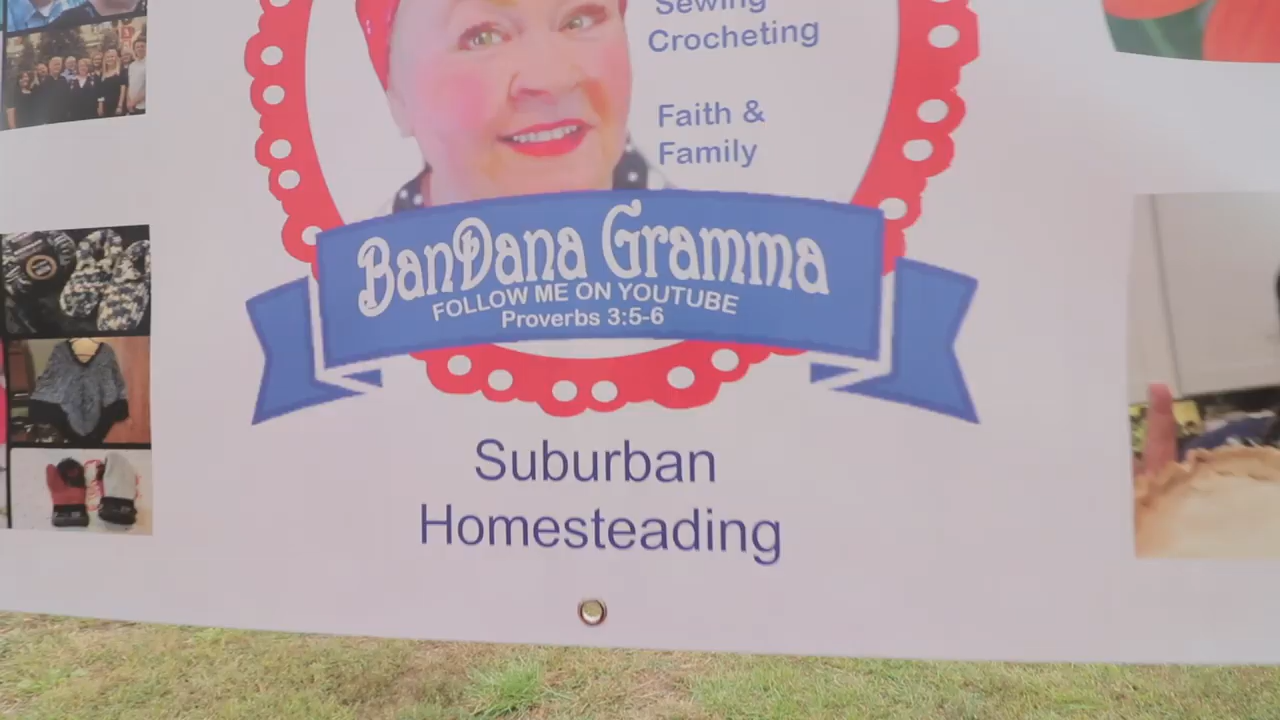 Sewing
Crocheting
Faith &
Family
BanDana Gramma
FOLLOW ME ON YOUTUBE
Proverbs 3:5-6
Suburban
Homesteading